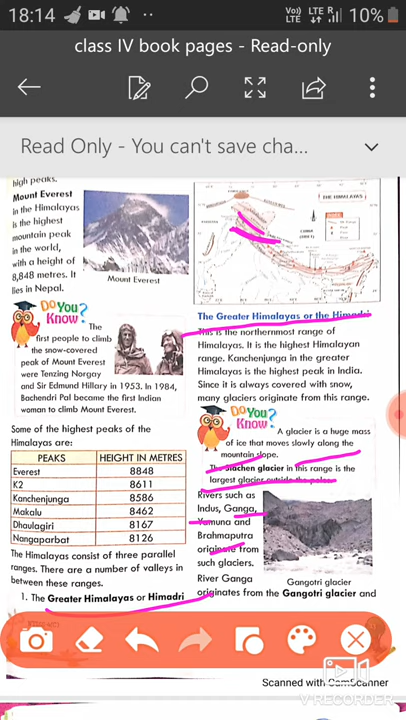 18:14
Vo)) LTE
LTE R
10%
class IV book pages - Read-only
Read Only - You can't save cha...
high peaks.
Mount Everest
in the Himalayas
is the highest
mountain peak
in the world,
with a height of
8,848 metres. It
lies in Nepal.
Mount Everest
Do You Know?
The
first people to climb
the snow-covered
peak of Mount Everest
were Tenzing Norgay
and Sir Edmund Hillary in 1953. In 1984,
Bachendri Pal became the first Indian
woman to climb Mount Everest.
Some of the highest peaks of the
Himalayas are:
PEAKS HEIGHT IN METRES
Everest 8848
K2 8611
Kanchenjunga 8586
Makalu 8462
Dhaulagiri 8167
Nangaparbat 8126
The Himalayas consist of three parallel
ranges. There are a number of valleys in
between these ranges.
1. The Greater Himalayas or Himadri
THE HIMALAYAS
The Greater Himalayas or the Himadri
This is the northernmost range of
Himalayas. It is the highest Himalayan
range. Kanchenjunga in the greater
Himalayas is the highest peak in India.
Since it is always covered with snow,
many glaciers originate from this range.
Do You Know?
A glacier is a huge mass
of ice that moves slowly along the
mountain slope.
The Siachen glacier in this range is the
largest glacier outside the poles.
Rivers such as
Indus, Ganga,
Yamuna and
Brahmaputra
originate from
such glaciers.
River Ganga
originates from the Gangotri glacier and
Gangotri glacier
Scanned with CamScanner
V RECORDER